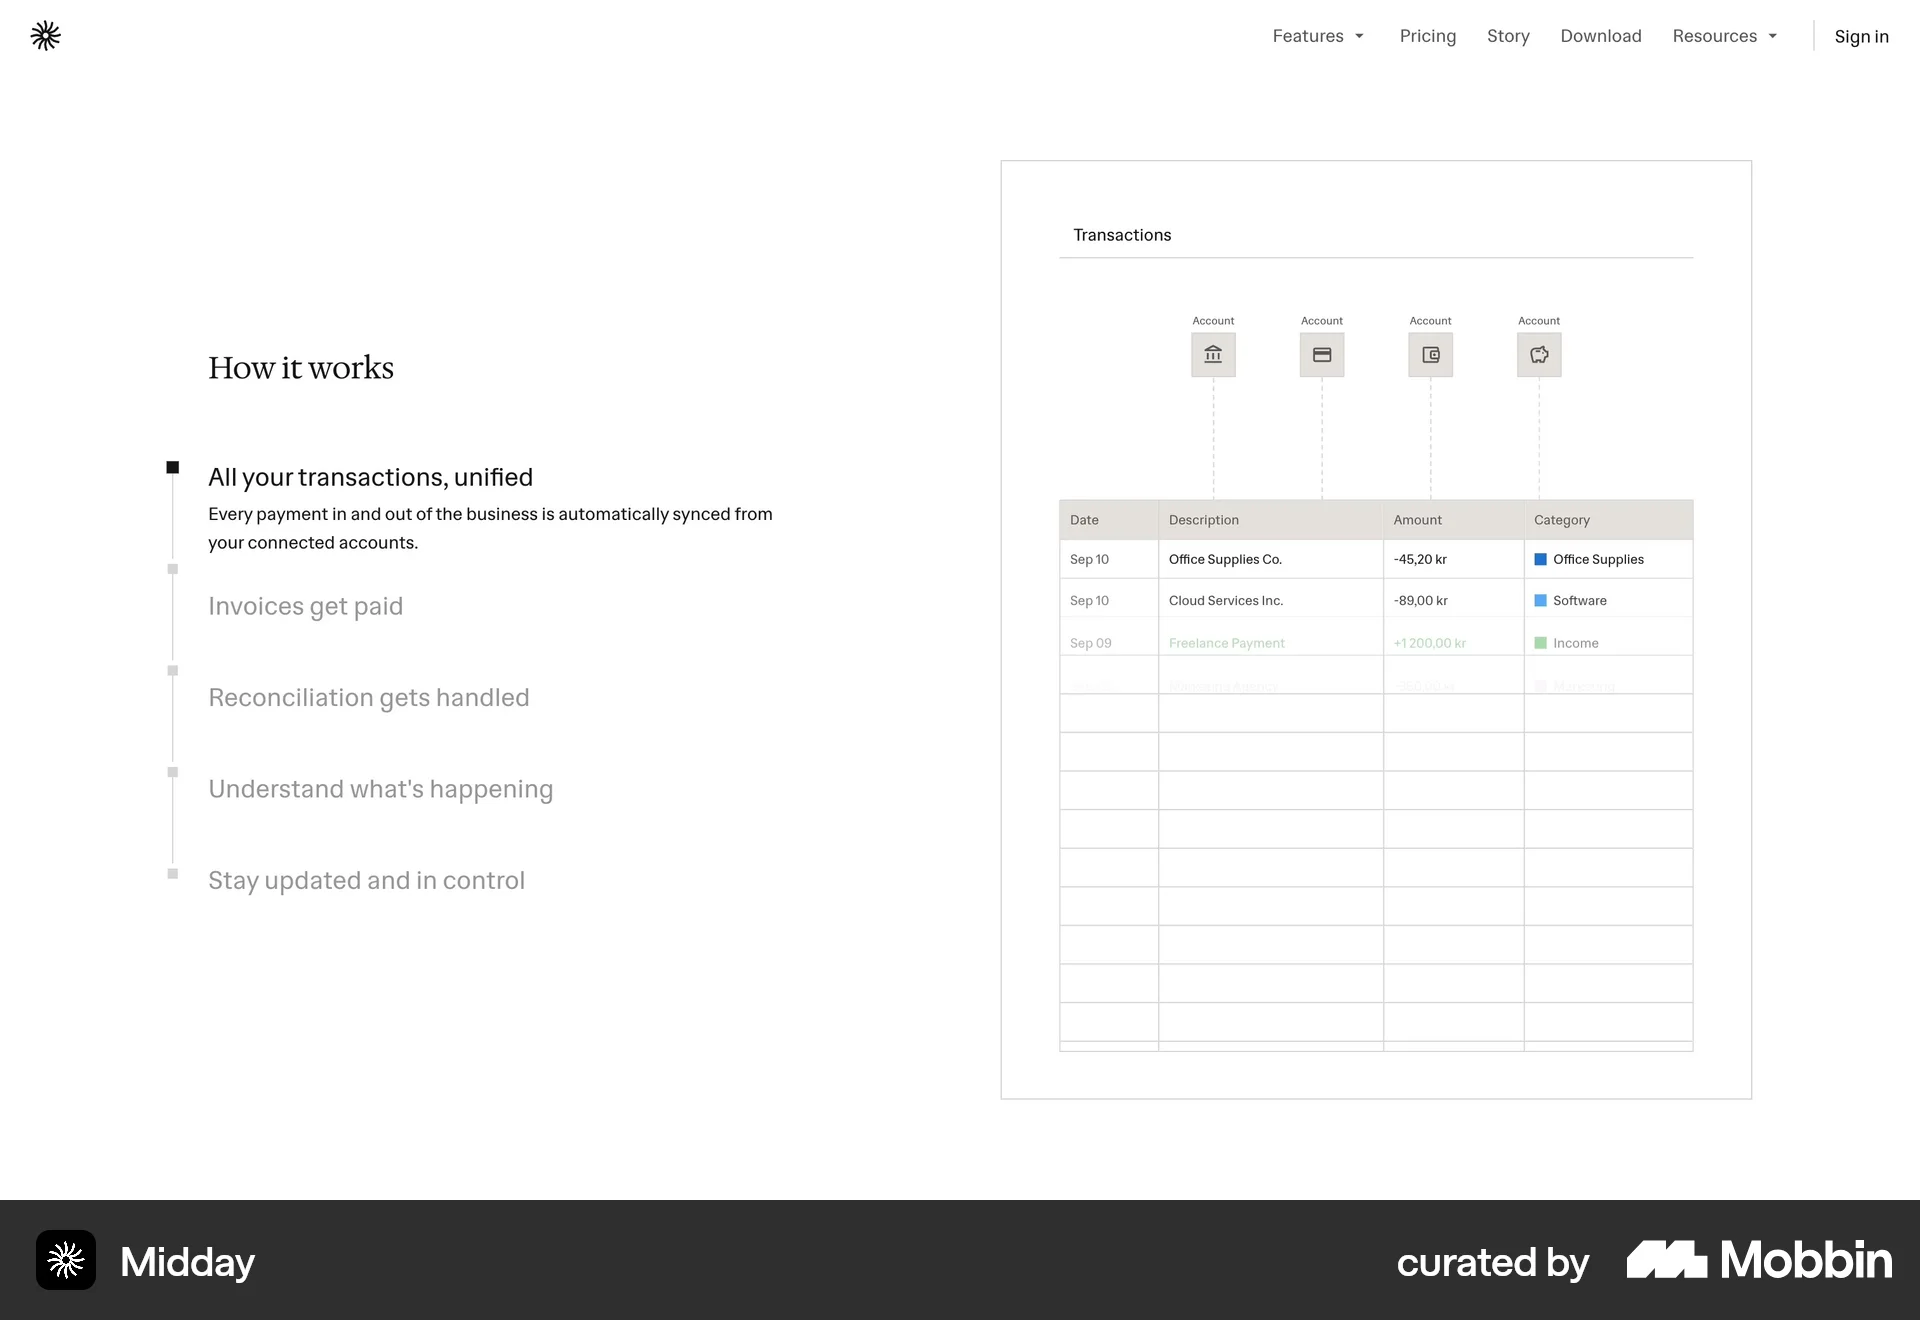 Features
Pricing
Story
Download
Resources
Sign in
How it works
All your transactions, unified
Every payment in and out of the business is automatically synced from
your connected accounts.
Invoices get paid
Reconciliation gets handled
Understand what's happening
Stay updated and in control
Transactions
Account Account Account Account
Date Description Amount Category
Sep 10 Office Supplies Co. -45,20 kr Office Supplies
Sep 10 Cloud Services Inc. -89,00 kr Software
Sep 09 Freelance Payment +1 200,00 kr Income
Midday
curated by Mobbin